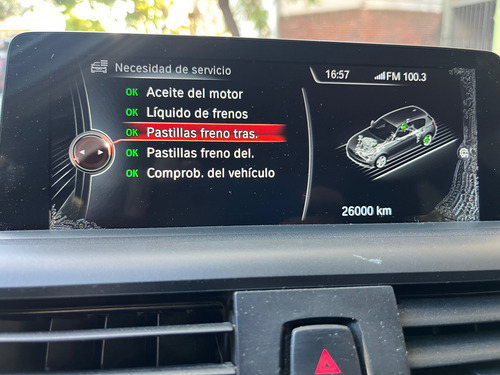 Necesidad de servicio
16:57
FM 100.3
OK Aceite del motor
OK Líquido de frenos
OK Pastillas freno tras.
OK Pastillas freno del.
OK Comprob. del vehículo
26000 km